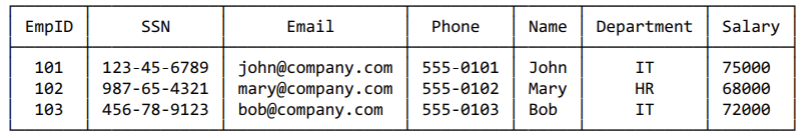 EmpID SSN Email Phone Name Department Salary
101 123-45-6789 john@company.com 555-0101 John IT 75000
102 987-65-4321 mary@company.com 555-0102 Mary HR 68000
103 456-78-9123 bob@company.com 555-0103 Bob IT 72000